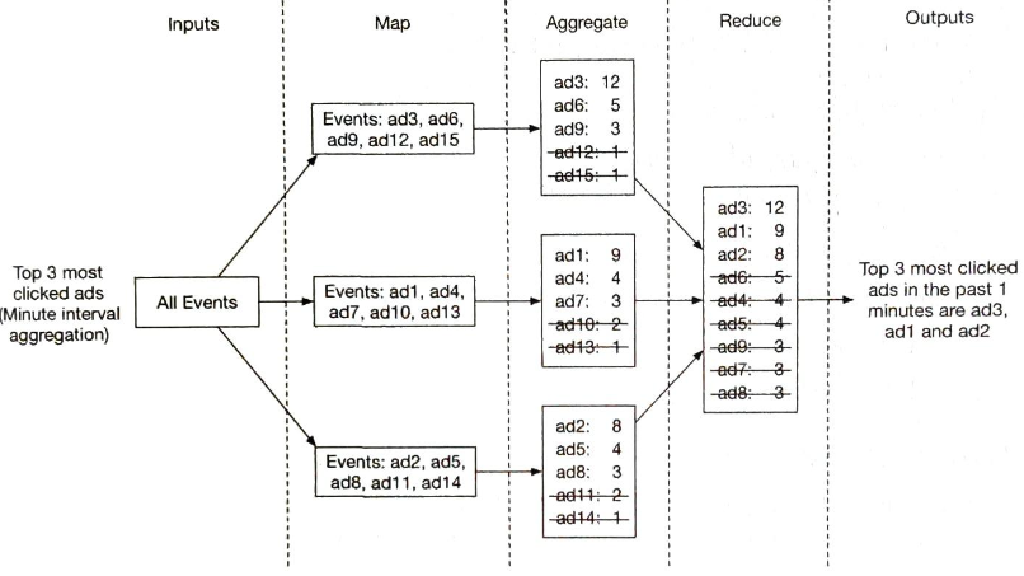 Inputs
Map
Aggregate
Reduce
Outputs
Top 3 most
clicked ads
(Minute interval
aggregation)
All Events
Events: ad3, ad6,
ad9, ad12, ad15
Events: ad1, ad4,
ad7, ad10, ad13
Events: ad2, ad5,
ad8, ad11, ad14
ad3: 12
ad6: 5
ad9: 3
ad12: 1
ad15: 1
ad1: 9
ad4: 4
ad7: 3
ad10: 2
ad13: 1
ad2: 8
ad5: 4
ad8: 3
ad11: 2
ad14: 1
ad3: 12
ad1: 9
ad2: 8
ad6: 5
ad4: 4
ad5: 4
ad9: 3
ad7: 3
ad8: 3
Top 3 most clicked
ads in the past 1
minutes are ad3,
ad1 and ad2